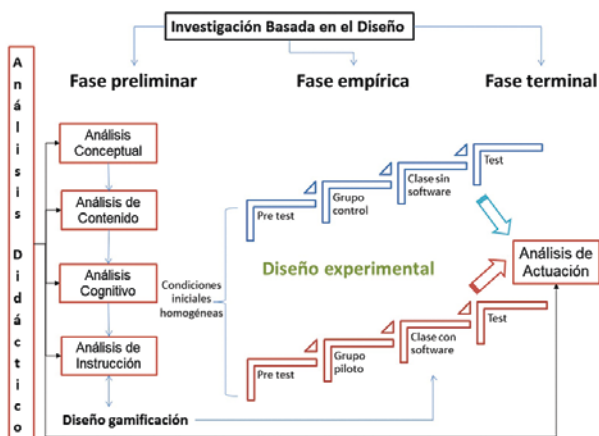 Investigación Basada en el Diseño
Fase preliminar
Fase empírica
Fase terminal
Análisis Didáctico
Análisis
Conceptual
Análisis de
Contenido
Análisis
Cognitivo
Análisis de
Instrucción
Diseño gamificación
Condiciones
iniciales
homogéneas
Pre test
Grupo
control
Clase sin
software
Test
Diseño experimental
Pre test
Grupo
piloto
Clase con
software
Test
Análisis de
Actuación